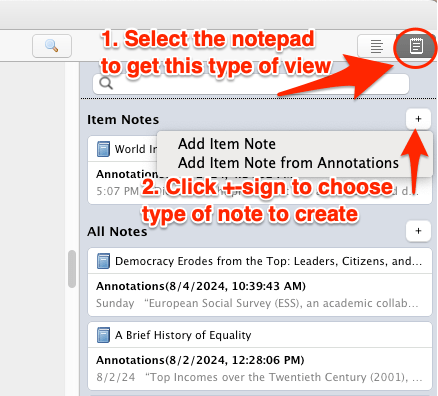 1. Select the notepad
to get this type of view
Item Notes
+
World In
Add Item Note
Annotations
Add Item Note from Annotations
5:07 PM
d...
2. Click +-sign to choose
type of note to create
All Notes
+
Democracy Erodes from the Top: Leaders, Citizens, and...
Annotations(8/4/2024, 10:39:43 AM)
Sunday “European Social Survey (ESS), an academic collab...
A Brief History of Equality
Annotations(8/2/2024, 12:28:06 PM)
8/2/24 “Top Incomes over the Twentieth Century (2001), ...